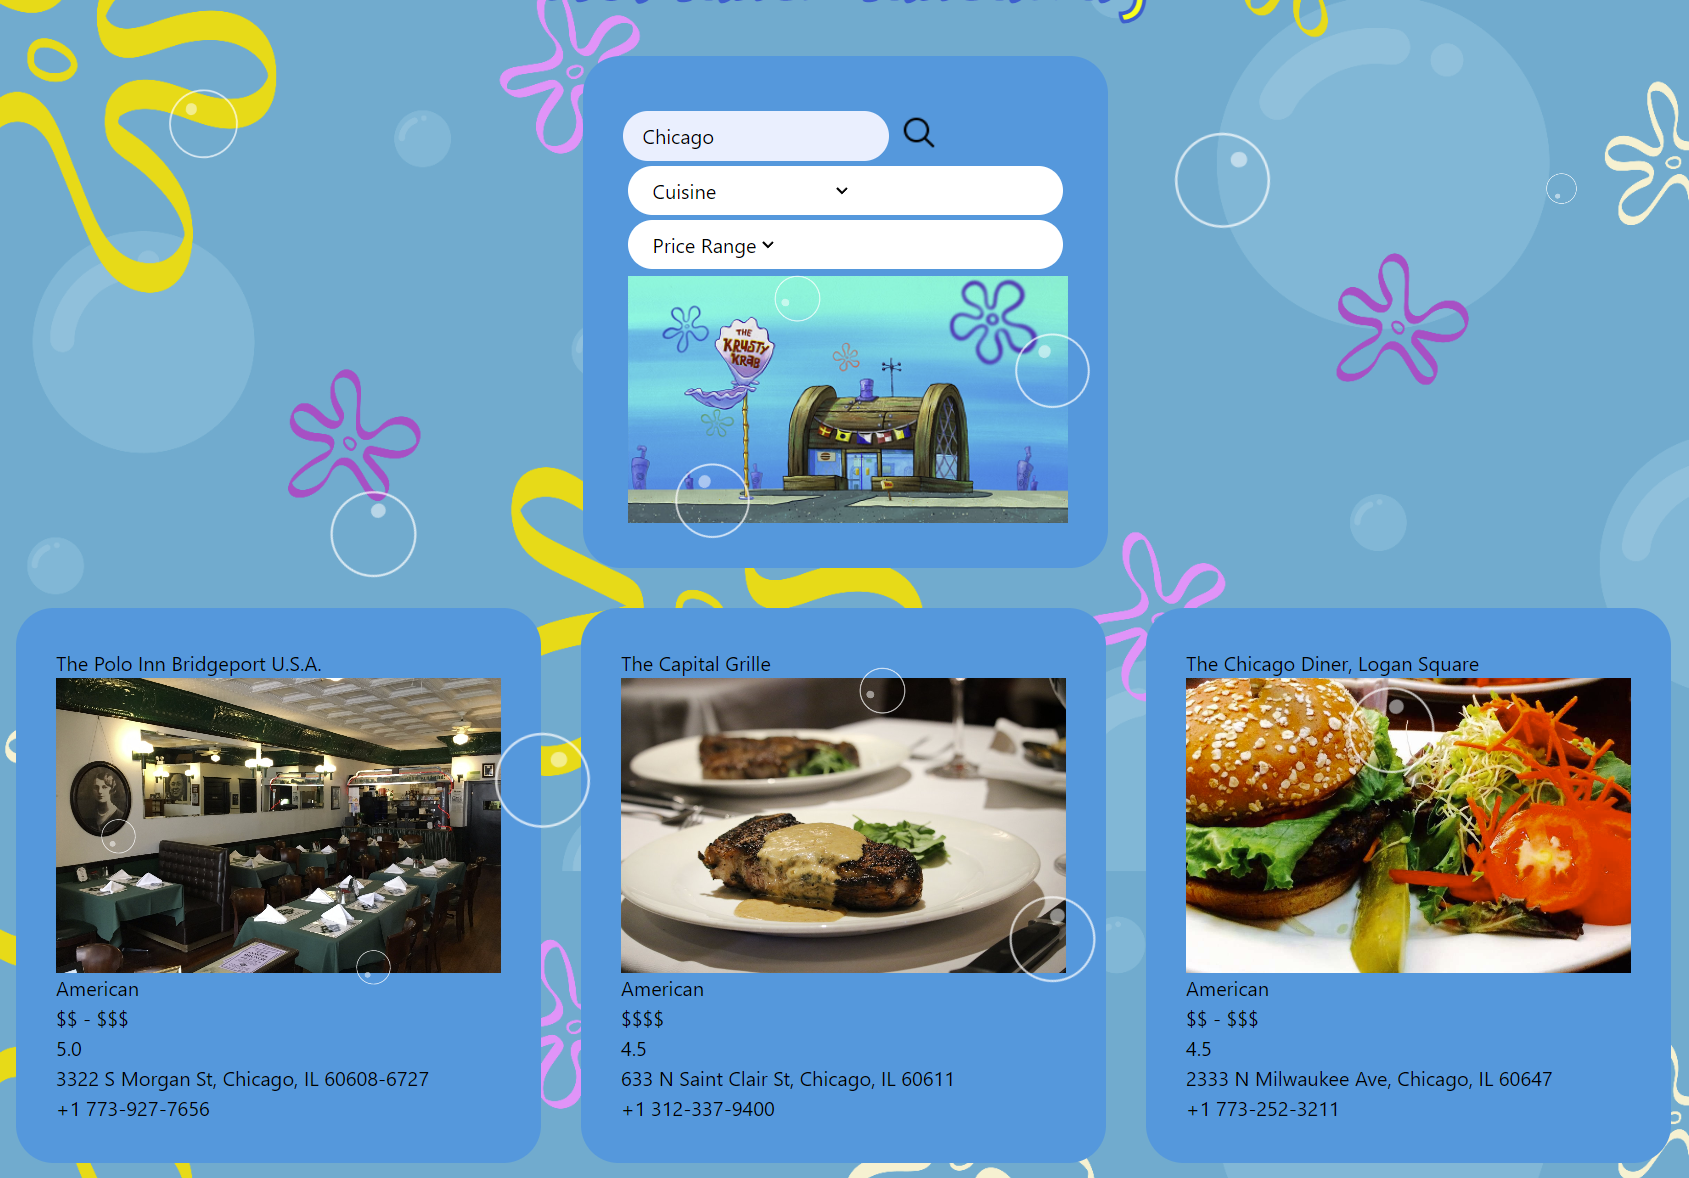 Chicago
Cuisine
Price Range
THE
KRUSTY
KRAB
The Polo Inn Bridgeport U.S.A.
American
$$ - $$$
5.0
3322 S Morgan St, Chicago, IL 60608-6727
+1 773-927-7656
The Capital Grille
American
$$$$
4.5
633 N Saint Clair St, Chicago, IL 60611
+1 312-337-9400
The Chicago Diner, Logan Square
American
$$ - $$$
4.5
2333 N Milwaukee Ave, Chicago, IL 60647
+1 773-252-3211